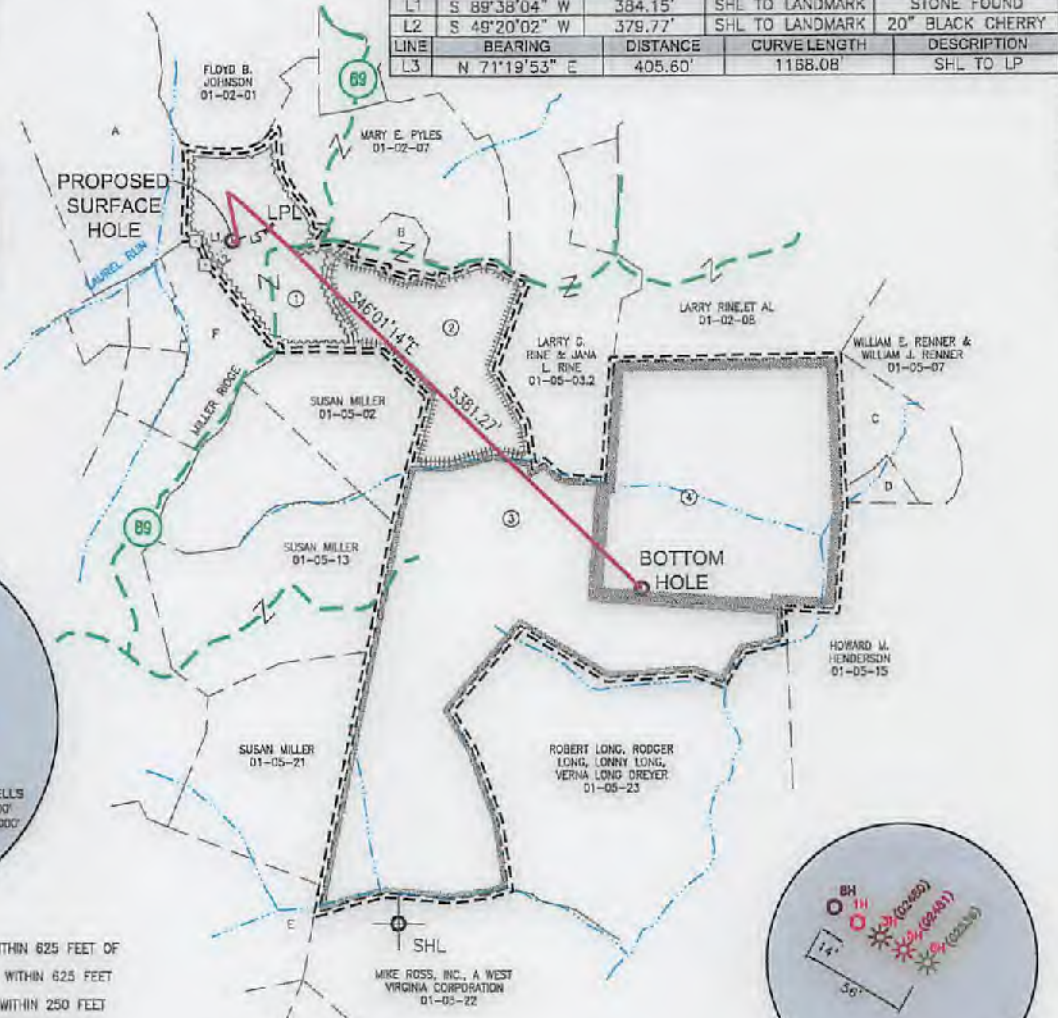 L1 S 89°38'04" W 384.15' SHL TO LANDMARK STONE FOUND
L2 S 49°20'02" W 379.77' SHL TO LANDMARK 20" BLACK CHERRY
LINE BEARING DISTANCE CURVE LENGTH DESCRIPTION
L3 N 71°19'53" E 405.60' 1168.08' SHL TO LP
FLOYD B.
JOHNSON
01-02-01
69
A
MARY E. PYLES
01-02-07
PROPOSED
SURFACE
HOLE
LPL
L1
L3
B
LAUREL RUN
1
F
2
S46°01'14"E
5381.27'
LARRY RINE,ET AL
01-02-08
LARRY G.
RINE & JANA
L. RINE
01-05-03.2
WILLIAM E. RENNER &
WILLIAM J. RENNER
01-05-07
C
D
MILLER RIDGE
SUSAN MILLER
01-05-02
89
3
4
SUSAN MILLER
01-05-13
BOTTOM
HOLE
HOWARD M.
HENDERSON
01-05-15
SUSAN MILLER
01-05-21
ROBERT LONG, RODGER
LONG, LONNY LONG,
VERNA LONG DREYER
01-05-23
E
SHL
MIKE ROSS, INC., A WEST
VIRGINIA CORPORATION
01-05-22
WITHIN 625 FEET OF
WITHIN 625 FEET
WITHIN 250 FEET
8H
1H
(02480)
(02481)
14'
56'